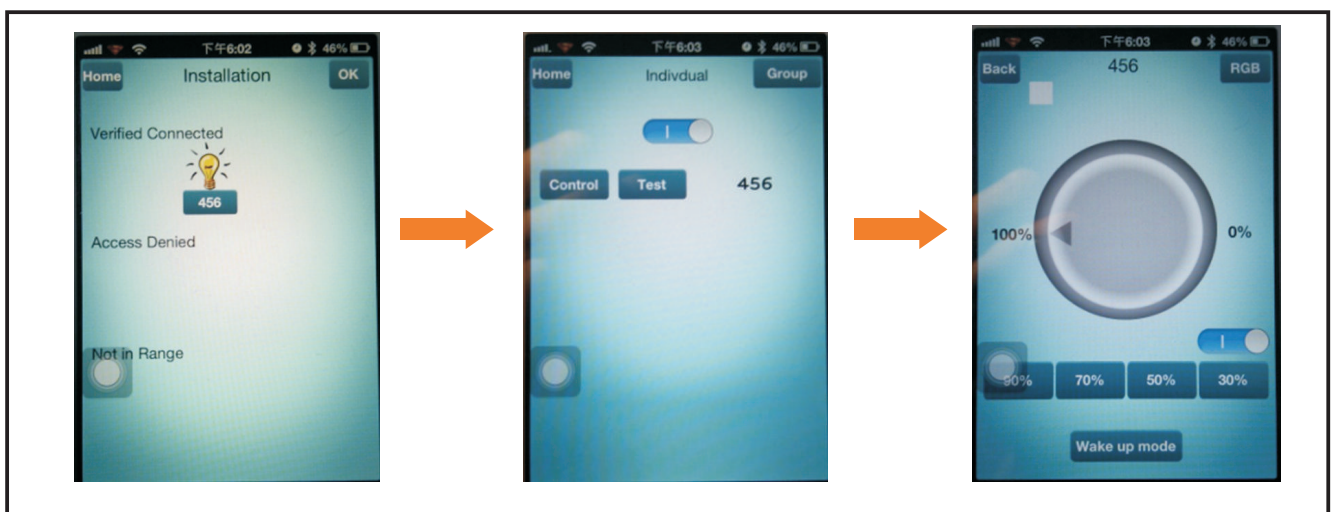 下午6:02 46%
Home Installation OK
Verified Connected
456
Access Denied
Not in Range
下午6:03 46%
Home Indivdual Group
I
Control Test 456
下午6:03 46%
Back 456 RGB
100% 0%
I
90% 70% 50% 30%
Wake up mode